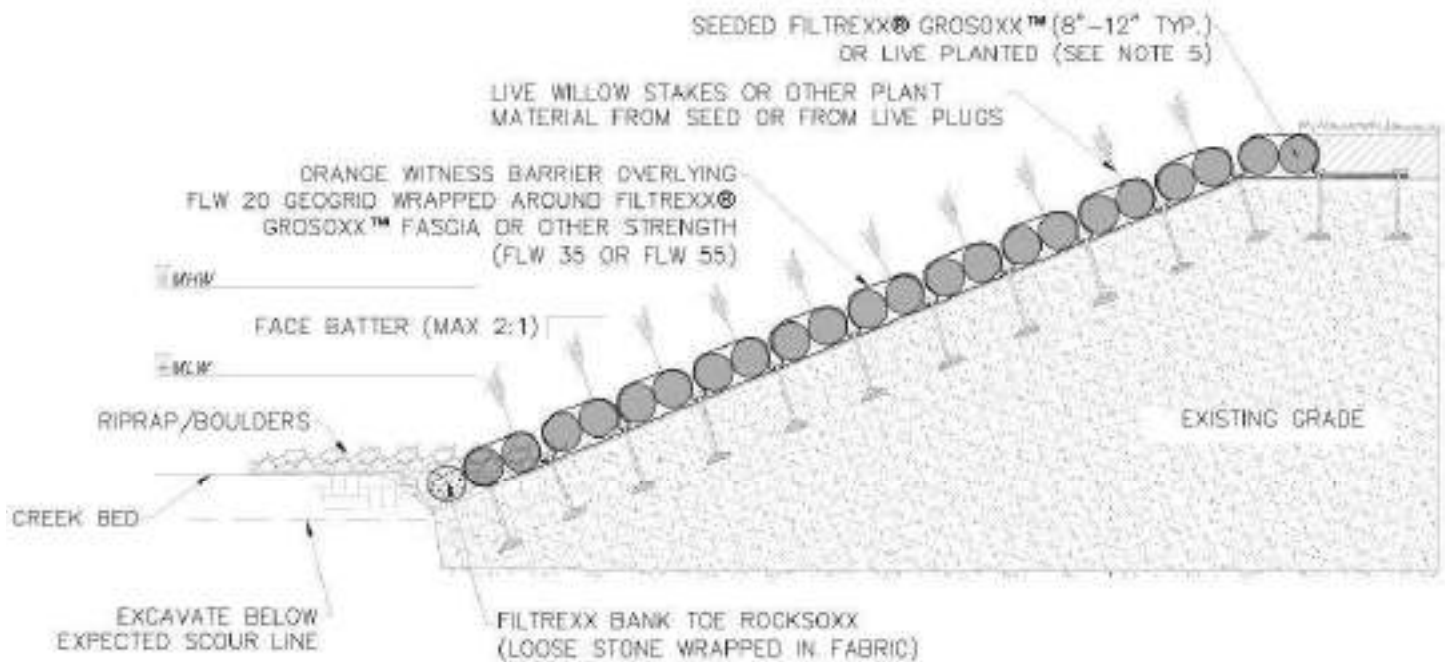 SEEDED FILTREXX® GROSOXX™ (8"-12" TYP.)
OR LIVE PLANTED (SEE NOTE 5)
LIVE WILLOW STAKES OR OTHER PLANT
MATERIAL FROM SEED OR FROM LIVE PLUGS
ORANGE WITNESS BARRIER OVERLYING
FLW 20 GEOGRID WRAPPED AROUND FILTREXX®
GROSOXX™ FASCIA OR OTHER STRENGTH
(FLW 35 OR FLW 55)
MHW
FACE BATTER (MAX 2:1)
MLW
RIPRAP/BOULDERS
EXISTING GRADE
CREEK BED
EXCAVATE BELOW
EXPECTED SCOUR LINE
FILTREXX BANK TOE ROCKSOXX
(LOOSE STONE WRAPPED IN FABRIC)